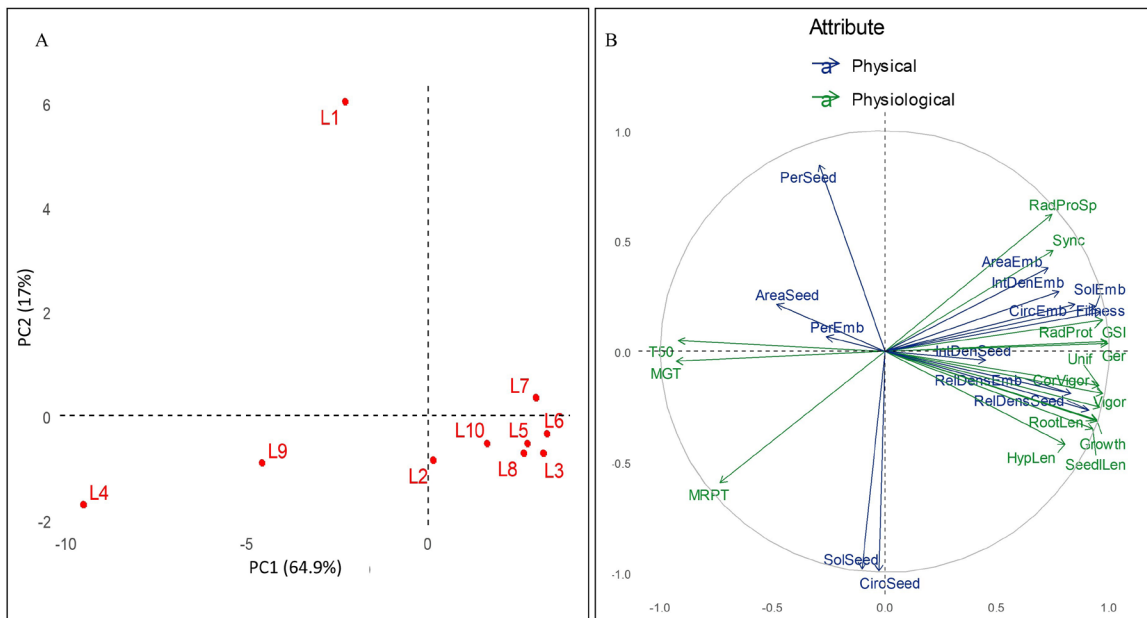 A
6
4
2
0
-2
PC2 (17%)
L1
L7
L6
L10
L5
L8
L3
L2
L9
L4
-10
-5
0
PC1 (64.9%)
B
Attribute
a Physical
a Physiological
1.0
0.5
0.0
-0.5
-1.0
PerSeed
RadProSp
Sync
AreaEmb
IntDenEmb
SolEmb
AreaSeed
CircEmb
Filness
PerEmb
RadProt
GSI
T50
IntDenSeed
Unif
Ger
MGT
RelDensEmb
CorVigor
RelDensSeed
Vigor
RootLen
Growth
HypLen
SeedlLen
MRPT
SolSeed
CircSeed
-1.0
-0.5
0.0
0.5
1.0